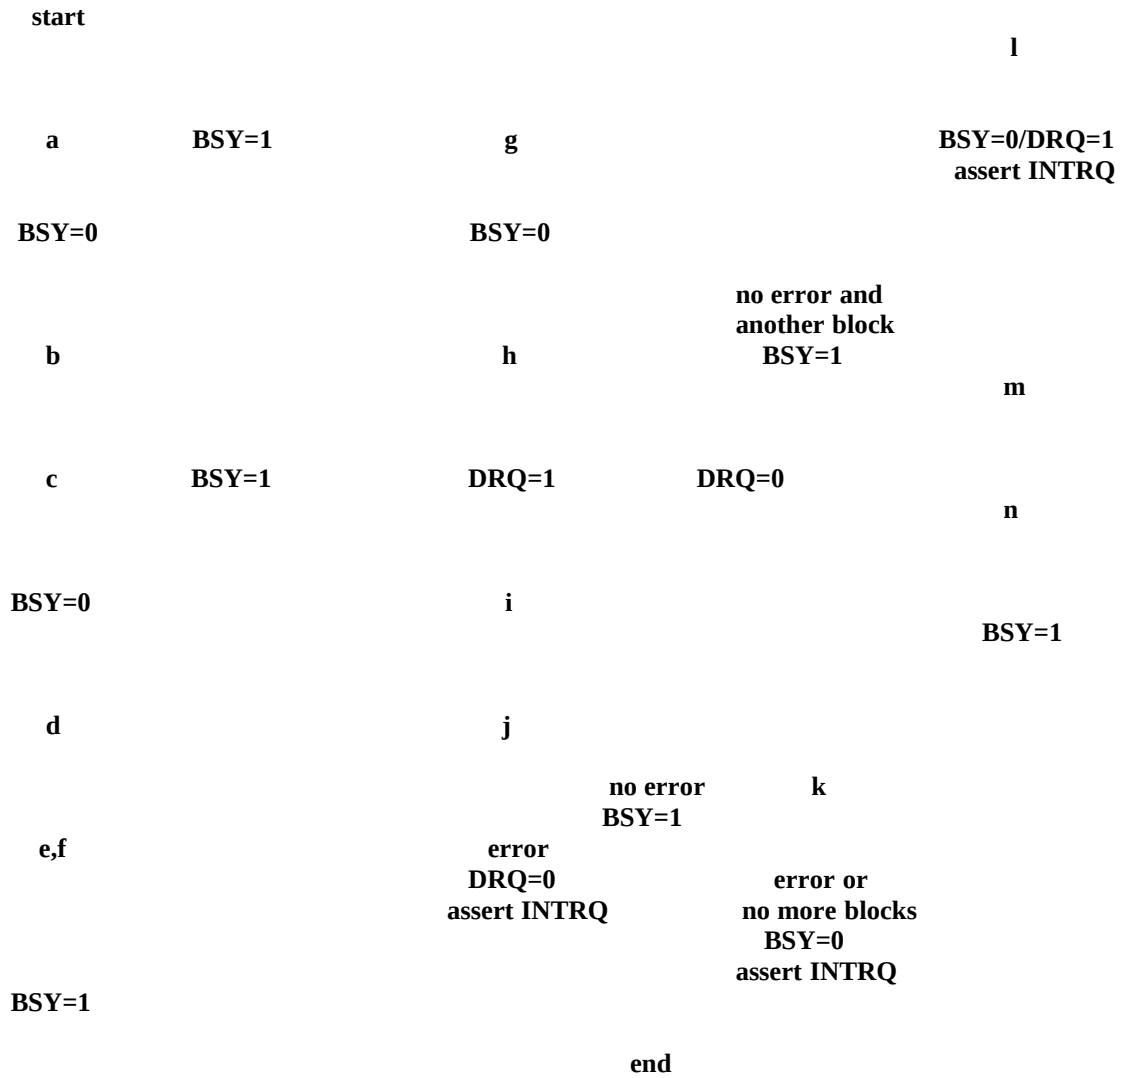 start
l
a BSY=1 g BSY=0/DRQ=1
assert INTRQ
BSY=0 BSY=0
no error and
another block
b h BSY=1
m
c BSY=1 DRQ=1 DRQ=0
n
BSY=0 i
BSY=1
d j
no error k
BSY=1
e,f error
DRQ=0 error or
assert INTRQ no more blocks
BSY=0
assert INTRQ
BSY=1
end